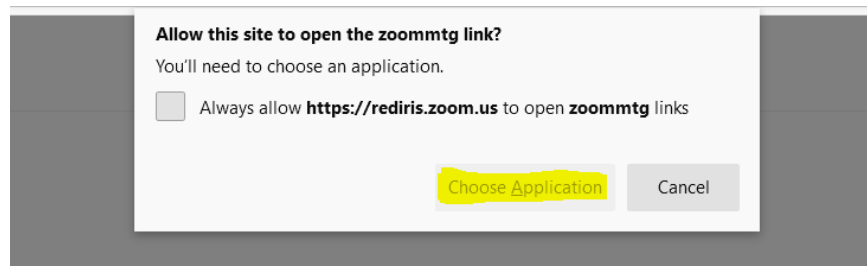 Allow this site to open the zoommtg link?
You'll need to choose an application.
Always allow https://rediris.zoom.us to open zoommtg links
Choose Application
Cancel